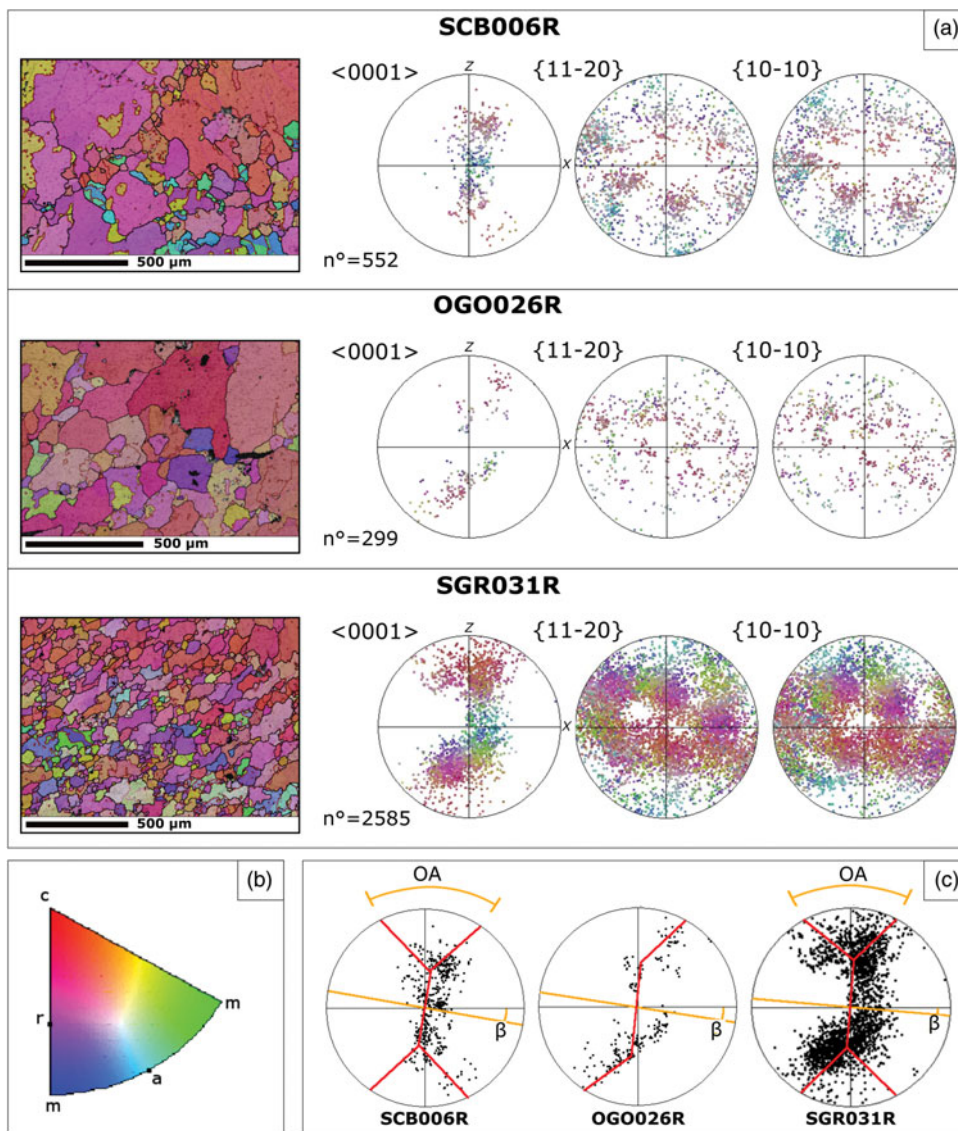 SCB006R
(a)
<0001>
z
{11-20}
{10-10}
x
500 µm
n°=552
OGO026R
<0001>
z
{11-20}
{10-10}
x
500 µm
n°=299
SGR031R
<0001>
z
{11-20}
{10-10}
x
500 µm
n°=2585
(b)
c
m
r
a
m
(c)
OA
OA
β
β
β
SCB006R
OGO026R
SGR031R